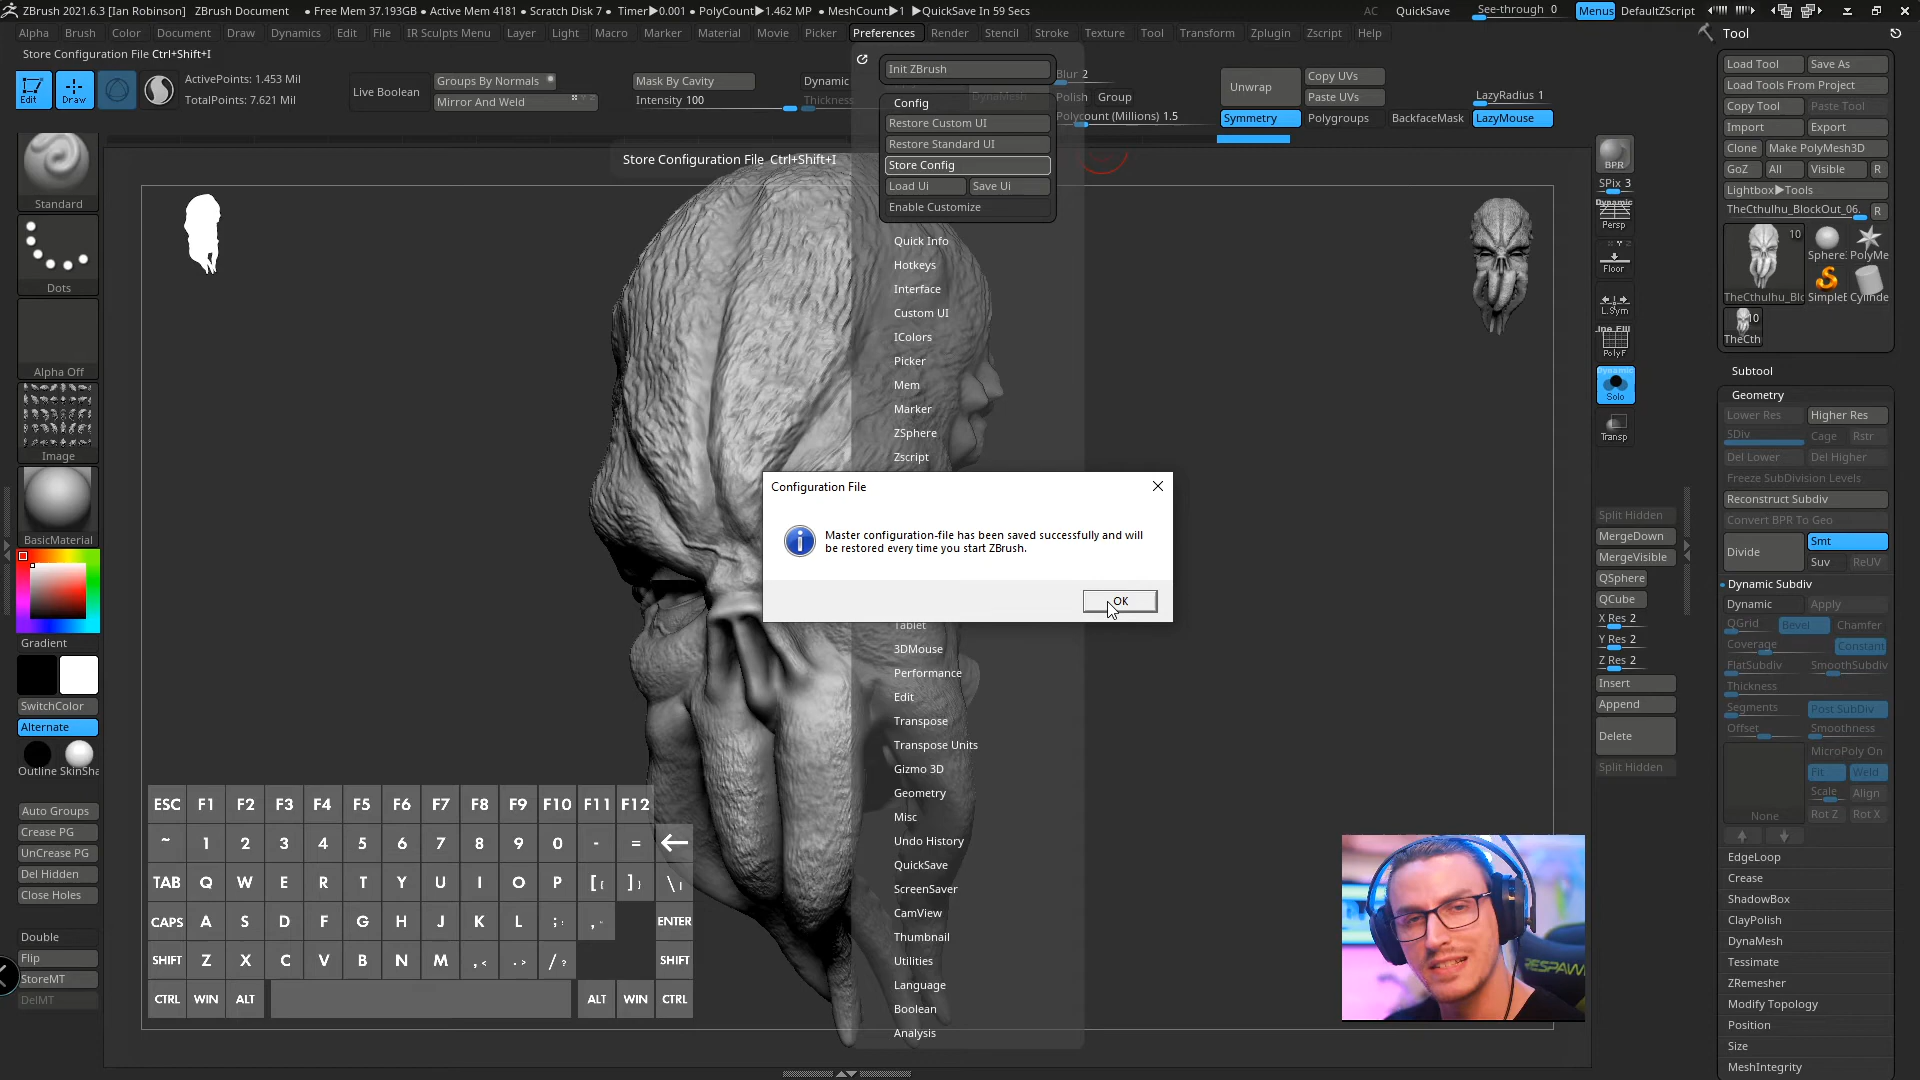 ZBrush 2021.6.3 [Ian Robinson] ZBrush Document ● Free Mem 37.193GB ● Active Mem 4181 ● Scratch Disk 7 ● Timer▶0.001 ● PolyCount▶1.462 MP ● MeshCount▶1 ▶QuickSave In 59 Secs AC QuickSave See-through 0 Menus DefaultZScript
Alpha Brush Color Document Draw Dynamics Edit File IR Sculpts Menu Layer Light Macro Marker Material Movie Picker Preferences Render Stencil Stroke Texture Tool Transform Zplugin Zscript Help
Store Configuration File Ctrl+Shift+I
Edit Draw
ActivePoints: 1.453 Mil
TotalPoints: 7.621 Mil
Live Boolean
Groups By Normals
Mirror And Weld
Mask By Cavity
Intensity 100
Dynamic
Thickness
Blur 2
DynaMesh
Polish Group
Polycount (Millions) 1.5
Unwrap
Copy UVs
Paste UVs
Symmetry Polygroups BackfaceMask
LazyRadius 1
LazyMouse
Init ZBrush
Config
Restore Custom UI
Restore Standard UI
Store Config
Load Ui Save Ui
Enable Customize
Quick Info
Hotkeys
Interface
Custom UI
IColors
Picker
Mem
Marker
ZSphere
Zscript
Store Configuration File Ctrl+Shift+I
Configuration File
Master configuration-file has been saved successfully and will
be restored every time you start ZBrush.
OK
Tablet
3DMouse
Performance
Edit
Transpose
Transpose Units
Gizmo 3D
Geometry
Misc
Undo History
QuickSave
ScreenSaver
CamView
Thumbnail
Utilities
Language
Boolean
Analysis
Standard
Dots
Alpha Off
Image
BasicMaterial
Gradient
SwitchColor
Alternate
Outline SkinSha
Auto Groups
Crease PG
UnCrease PG
Del Hidden
Close Holes
Double
Flip
StoreMT
DelMT
ESC F1 F2 F3 F4 F5 F6 F7 F8 F9 F10 F11 F12
~ 1 2 3 4 5 6 7 8 9 0 - = ←
TAB Q W E R T Y U I O P [ { ] } \ |
CAPS A S D F G H J K L ; : , " ENTER
SHIFT Z X C V B N M , < . > / ? SHIFT
CTRL WIN ALT ALT WIN CTRL
RESPAWN
BPR
SPix 3
Dynamic
Persp
Floor
L.Sym
Line Fill
PolyF
Dynamic
Solo
Transp
Split Hidden
MergeDown
MergeVisible
QSphere
QCube
X Res 2
Y Res 2
Z Res 2
Insert
Append
Delete
Split Hidden
Tool
Load Tool Save As
Load Tools From Project
Copy Tool Paste Tool
Import Export
Clone Make PolyMesh3D
GoZ All Visible R
Lightbox▶Tools
TheCthulhu_BlockOut_06. R
10
Sphere: PolyMe
TheCthulhu_Blo SimpleB Cylinde
10
TheCth
Subtool
Geometry
Lower Res Higher Res
SDiv Cage Rstr
Del Lower Del Higher
Freeze SubDivision Levels
Reconstruct Subdiv
Convert BPR To Geo
Divide Smt
Suv ReUV
Dynamic Subdiv
Dynamic Apply
QGrid Bevel Chamfer
Coverage Constant
FlatSubdiv SmoothSubdiv
Thickness
Segments Post SubDiv
Offset Smoothness
MicroPoly On
Fit Weld
Scale Align
None Rot Z Rot X
EdgeLoop
Crease
ShadowBox
ClayPolish
DynaMesh
Tessimate
ZRemesher
Modify Topology
Position
Size
MeshIntegrity